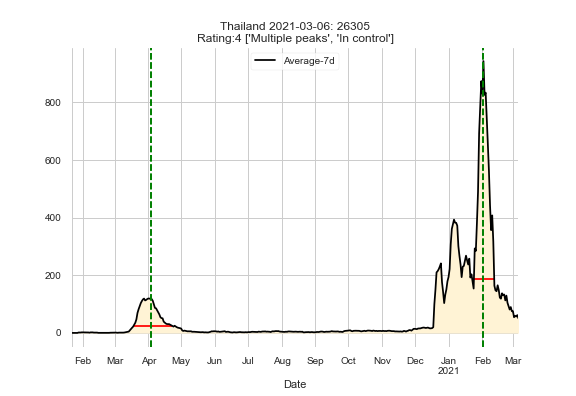 Thailand 2021-03-06: 26305
Rating:4 ['Multiple peaks', 'In control']
Average-7d
800
600
400
200
0
Feb Mar Apr May Jun Jul Aug Sep Oct Nov Dec Jan Feb Mar
2021
Date